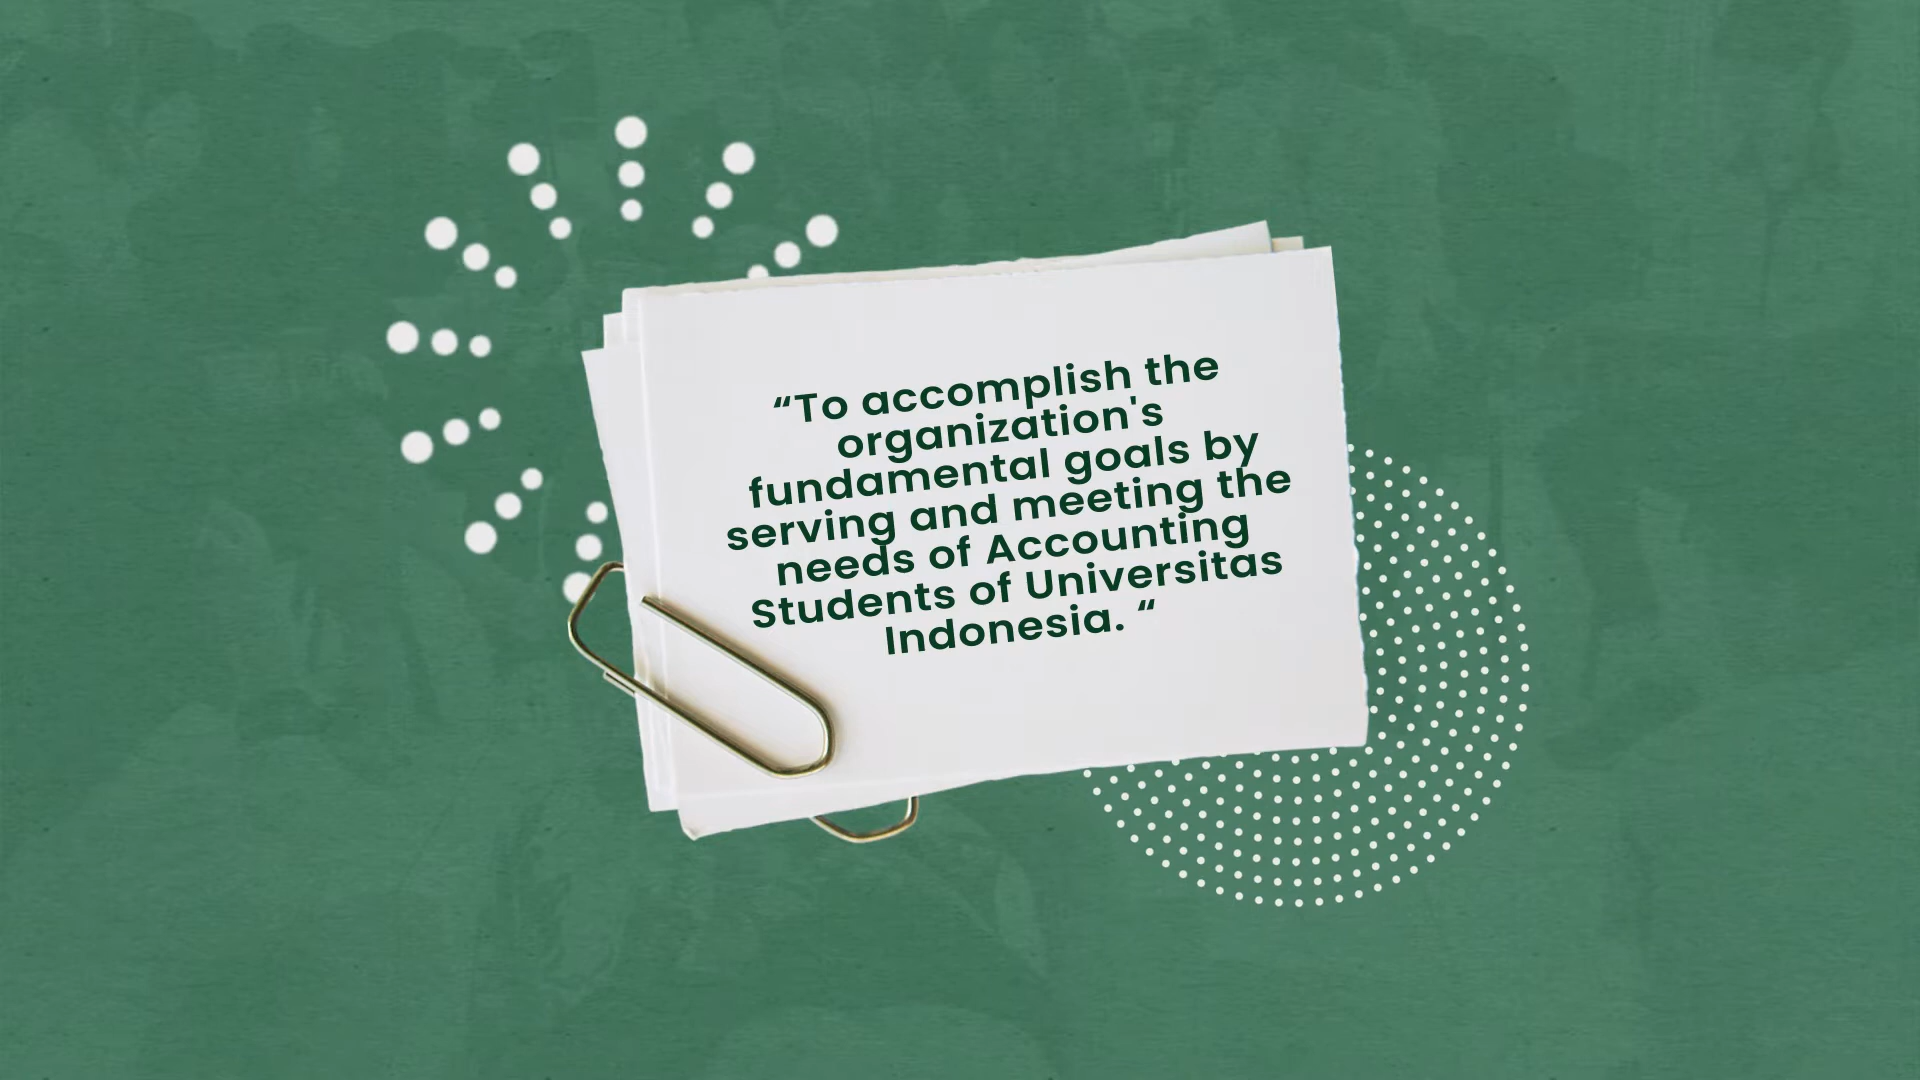 “To accomplish the
organization's
fundamental goals by
serving and meeting the
needs of Accounting
Students of Universitas
Indonesia. “